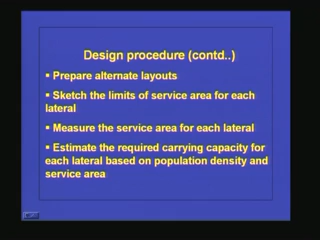 Design procedure (contd..)
▪ Prepare alternate layouts
▪ Sketch the limits of service area for each
lateral
▪ Measure the service area for each lateral
▪ Estimate the required carrying capacity for
each lateral based on population density and
service area